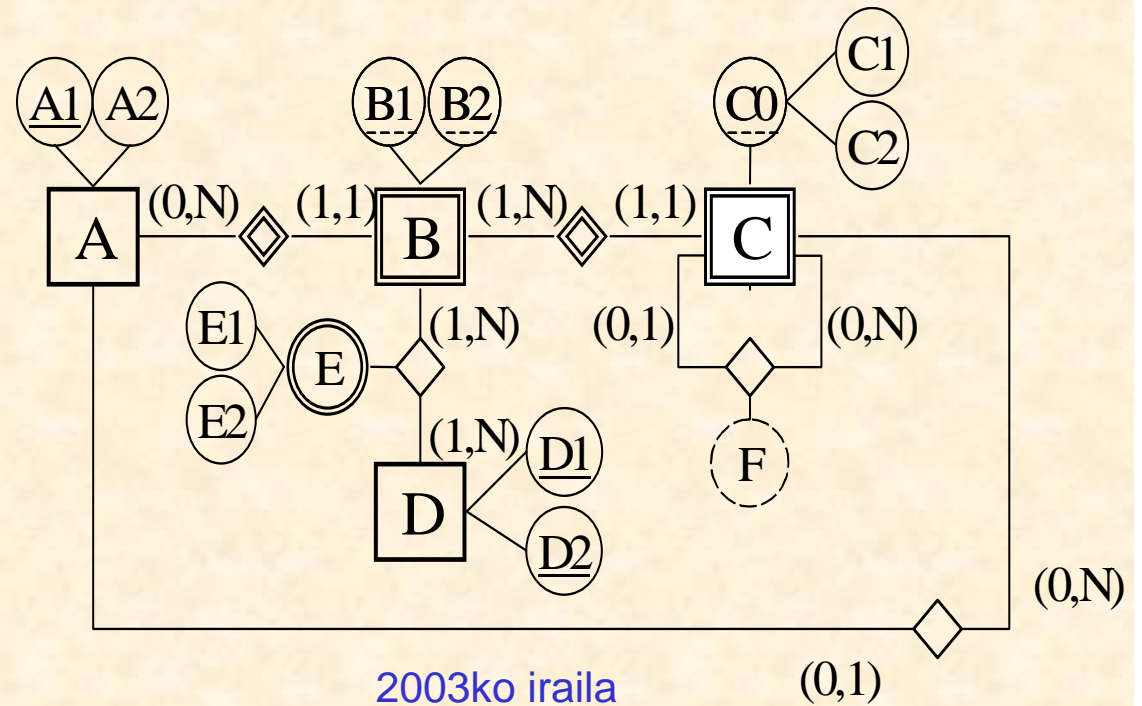 C1
A1 A2 B1 B2 C0
C2
(0,N) (1,1) (1,N) (1,1)
A B C
E1 (1,N) (0,1) (0,N)
E
E2
(1,N) D1 F
D
D2
(0,N)
2003ko iraila (0,1)